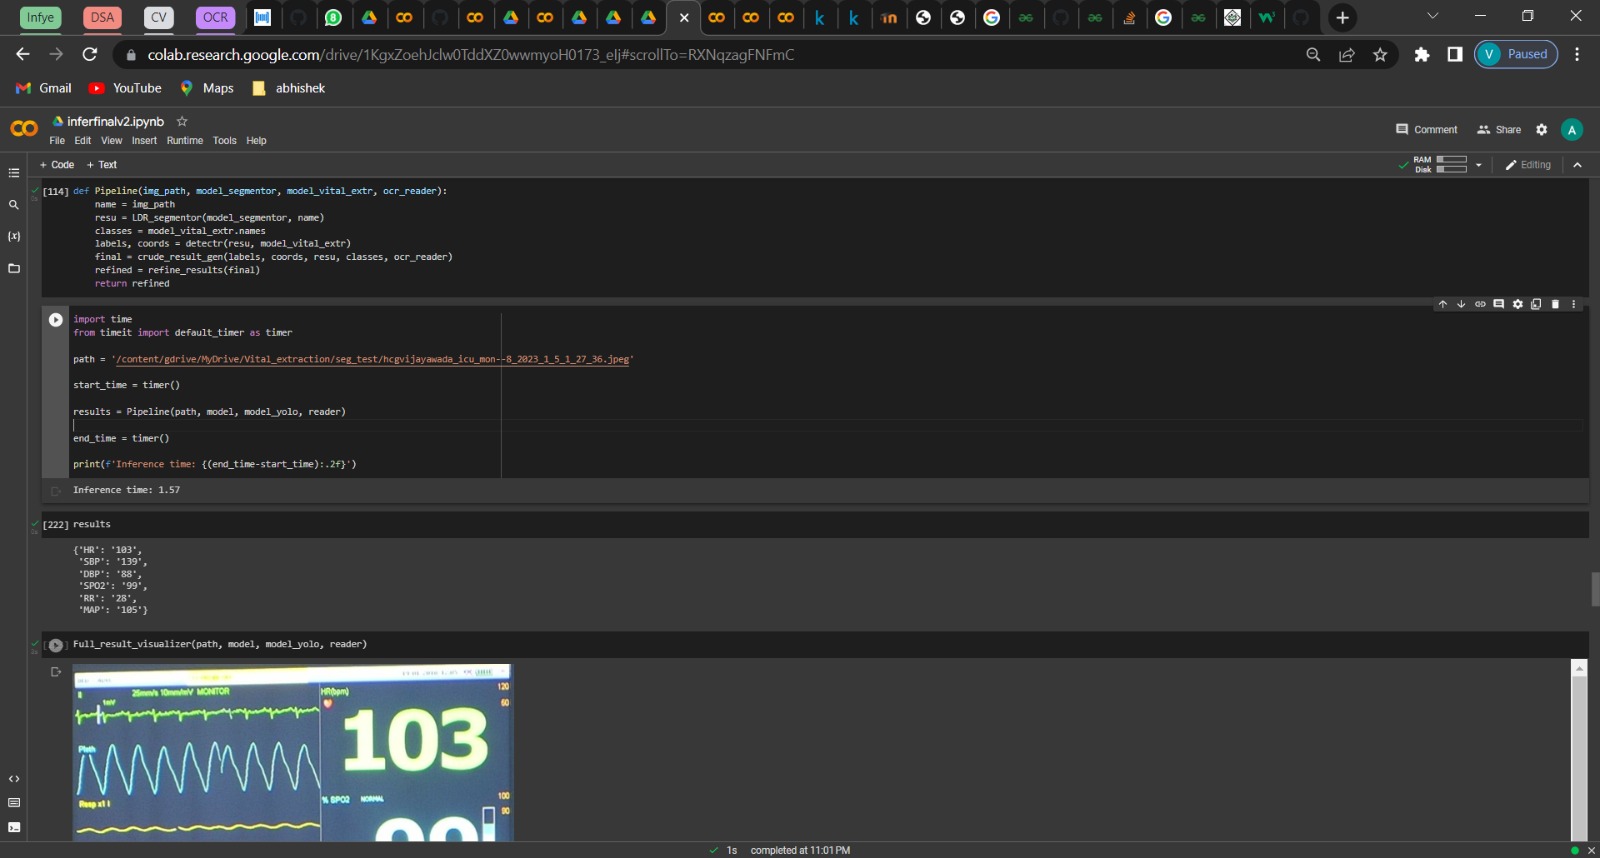 Infye
DSA
CV
OCR
8
colab.research.google.com/drive/1KgxZoehJclw0TddXZ0wwmyoH0173_elj#scrollTo=RXNqzagFNFmC
V Paused
Gmail
YouTube
Maps
abhishek
inferfinalv2.ipynb
File Edit View Insert Runtime Tools Help
Comment
Share
A
+ Code + Text
RAM
Disk
Editing
[114] def Pipeline(img_path, model_segmentor, model_vital_extr, ocr_reader):
name = img_path
resu = LDR_segmentor(model_segmentor, name)
classes = model_vital_extr.names
labels, coords = detectr(resu, model_vital_extr)
final = crude_result_gen(labels, coords, resu, classes, ocr_reader)
refined = refine_results(final)
return refined
import time
from timeit import default_timer as timer
path = '/content/gdrive/MyDrive/Vital_extraction/seg_test/hcgvijayawada_icu_mon--8_2023_1_5_1_27_36.jpeg'
start_time = timer()
results = Pipeline(path, model, model_yolo, reader)
end_time = timer()
print(f'Inference time: {(end_time-start_time):.2f}')
Inference time: 1.57
[222] results
{'HR': '103',
'SBP': '139',
'DBP': '88',
'SPO2': '99',
'RR': '28',
'MAP': '105'}
Full_result_visualizer(path, model, model_yolo, reader)
25mm/s 10mm/mV MONITOR
1mV
HR(bpm)
120
60
103
Pleth
% SPO2 NORMAL
100
90
Resp x1 I
99
1s completed at 11:01 PM